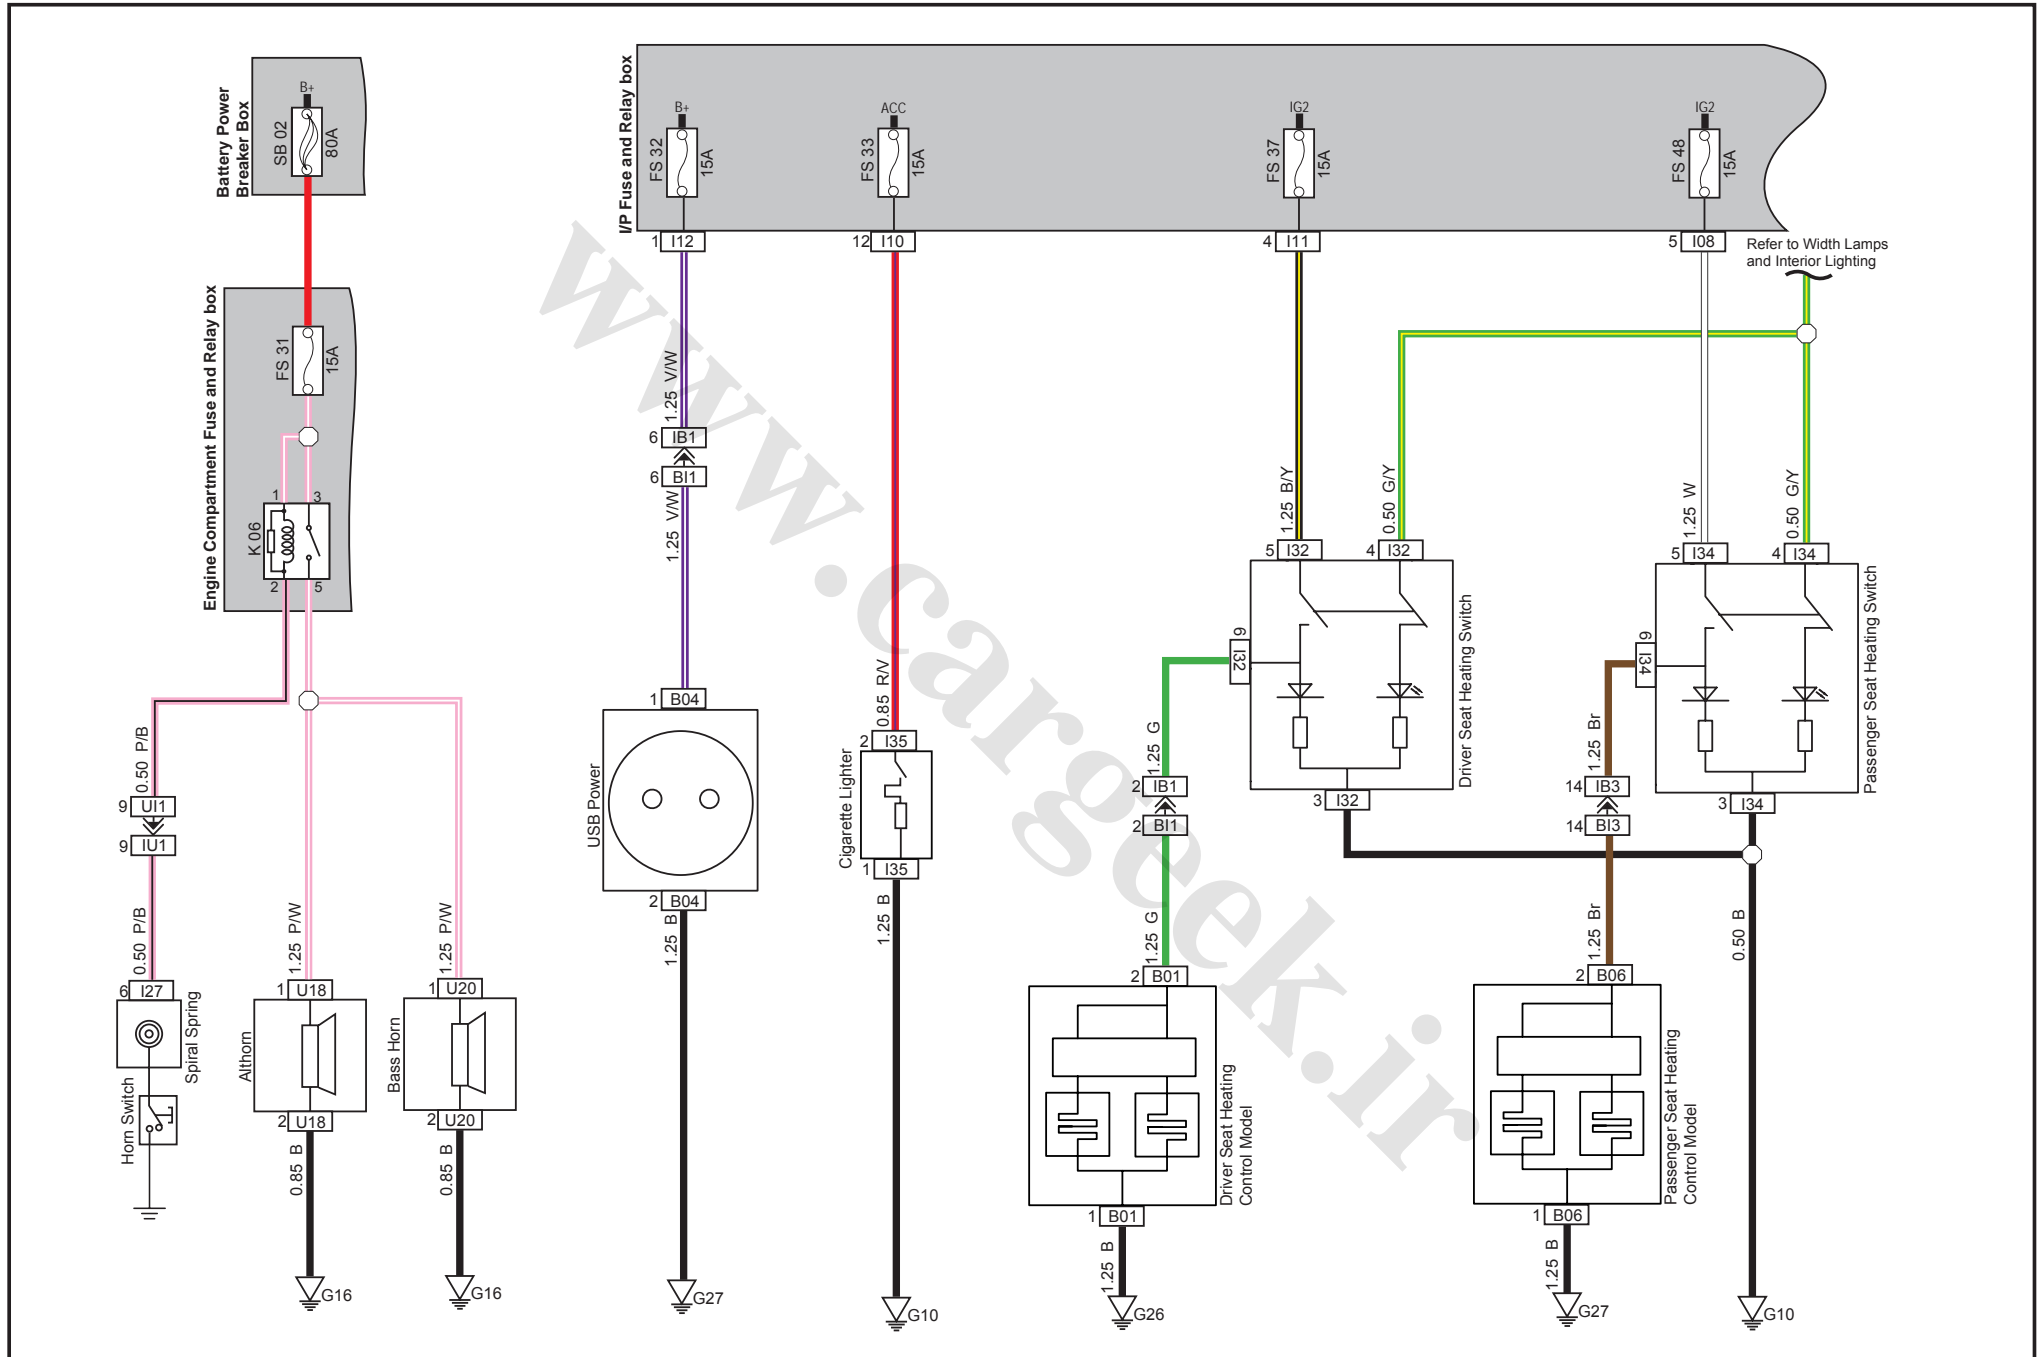 Battery Power
Breaker Box
B+
SB 02
80A
Engine Compartment Fuse and Relay box
FS 31
15A
1
3
K 06
2
5
0.50 P/B
9 UI1
9 IU1
0.50 P/B
6 I27
Spiral Spring
Horn Switch
1.25 P/W
1 U18
Althorn
2 U18
0.85 B
G16
1.25 P/W
1 U20
Bass Horn
2 U20
0.85 B
G16
I/P Fuse and Relay box
B+
FS 32
15A
1 I12
1.25 V/W
6 IB1
6 BI1
1.25 V/W
1 B04
USB Power
2 B04
1.25 B
G27
ACC
FS 33
15A
12 I10
0.85 R/V
2 I35
Cigarette Lighter
1 I35
1.25 B
G10
IG2
FS 37
15A
4 I11
1.25 B/Y
5 I32
0.50 G/Y
4 I32
9 I32
Driver Seat Heating Switch
3 I32
1.25 G
2 IB1
2 BI1
1.25 G
2 B01
Driver Seat Heating
Control Model
1 B01
1.25 B
G26
IG2
FS 48
15A
5 I08
Refer to Width Lamps
and Interior Lighting
1.25 W
5 I34
0.50 G/Y
4 I34
9 I34
Passenger Seat Heating Switch
3 I34
1.25 Br
14 IB3
14 BI3
1.25 Br
2 B06
Passenger Seat Heating
Control Model
1 B06
1.25 B
G27
0.50 B
G10
www.cargeek.ir